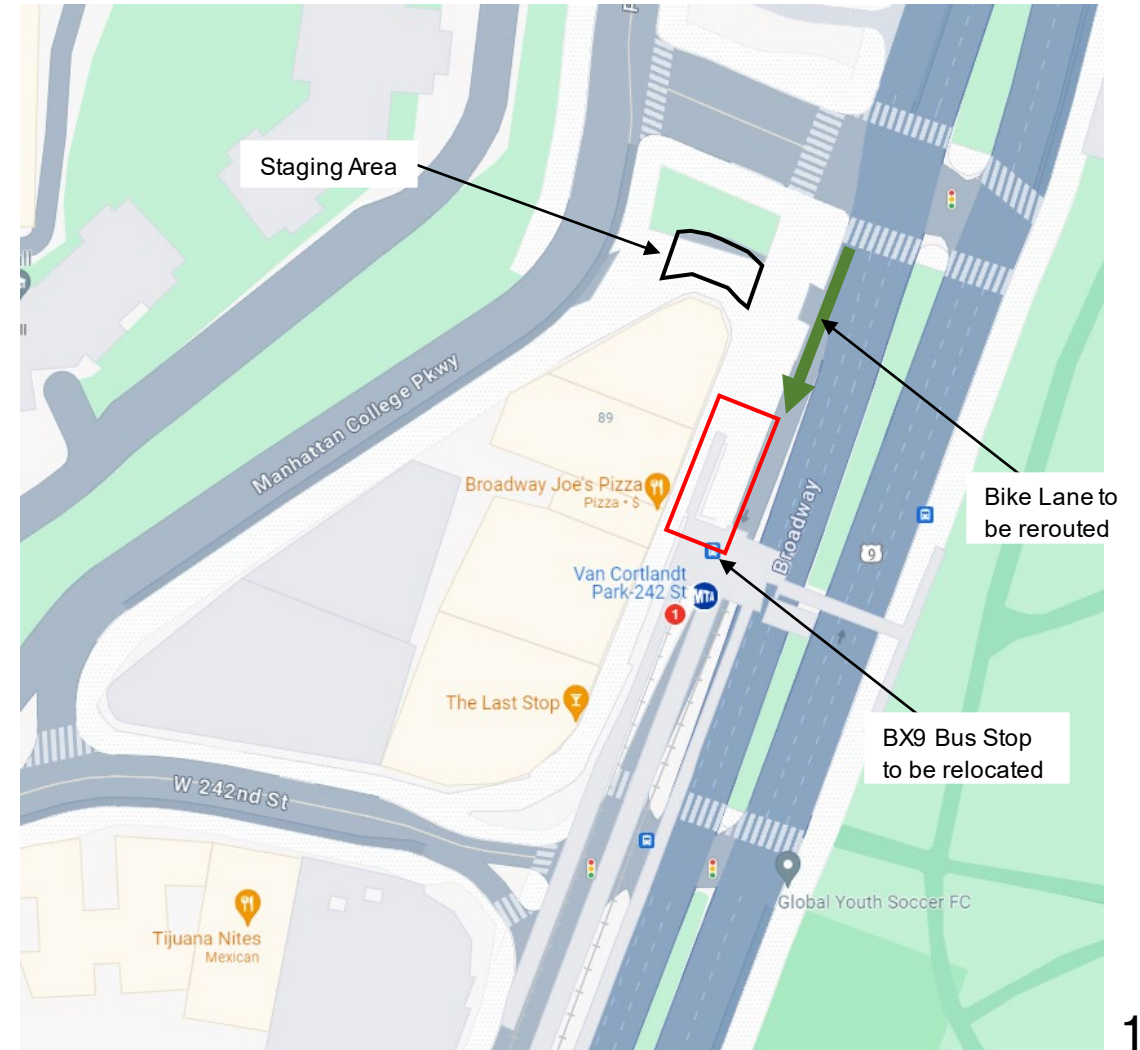 Staging Area
Manhattan College Pkwy
89
Broadway Joe's Pizza
Pizza • $
Broadway
9
Bike Lane to
be rerouted
Van Cortlandt
Park-242 St
MTA
1
The Last Stop
BX9 Bus Stop
to be relocated
W 242nd St
Global Youth Soccer FC
Tijuana Nites
Mexican
1